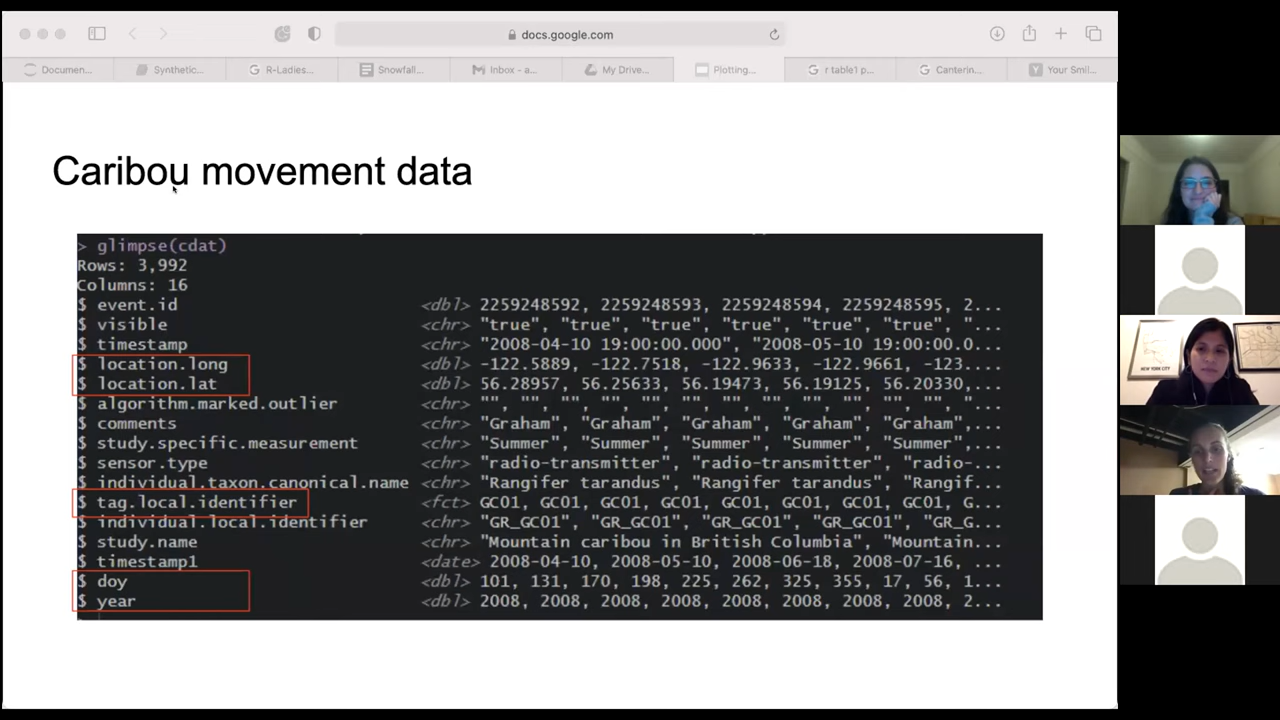 docs.google.com
Documen...
Synthetic...
R-Ladies...
Snowfall...
Inbox - a...
My Drive...
Plotting...
r table1 p...
Canterin...
Your Smil...
Caribou movement data
> glimpse(cdat)
Rows: 3,992
Columns: 16
$ event.id <dbl> 2259248592, 2259248593, 2259248594, 2259248595, 2...
$ visible <chr> "true", "true", "true", "true", "true", "true", "...
$ timestamp <chr> "2008-04-10 19:00:00.000", "2008-05-10 19:00:00.0...
$ location.long <dbl> -122.5889, -122.7518, -122.9633, -122.9661, -123...
$ location.lat <dbl> 56.28957, 56.25633, 56.19473, 56.19125, 56.20330,...
$ algorithm.marked.outlier <chr> "", "", "", "", "", "", "", "", "", "", "", "", "...
$ comments <chr> "Graham", "Graham", "Graham", "Graham", "Graham",...
$ study.specific.measurement <chr> "Summer", "Summer", "Summer", "Summer", "Summer",...
$ sensor.type <chr> "radio-transmitter", "radio-transmitter", "radio-...
$ individual.taxon.canonical.name <chr> "Rangifer tarandus", "Rangifer tarandus", "Rangif...
$ tag.local.identifier <fct> GC01, GC01, GC01, GC01, GC01, GC01, GC01, GC01, G...
$ individual.local.identifier <chr> "GR_GC01", "GR_GC01", "GR_GC01", "GR_GC01", "GR_G...
$ study.name <chr> "Mountain caribou in British Columbia", "Mountain...
$ timestamp1 <date> 2008-04-10, 2008-05-10, 2008-06-18, 2008-07-16, ...
$ doy <dbl> 101, 131, 170, 198, 225, 262, 325, 355, 17, 56, 1...
$ year <dbl> 2008, 2008, 2008, 2008, 2008, 2008, 2008, 2008, 2...
NEW YORK CITY